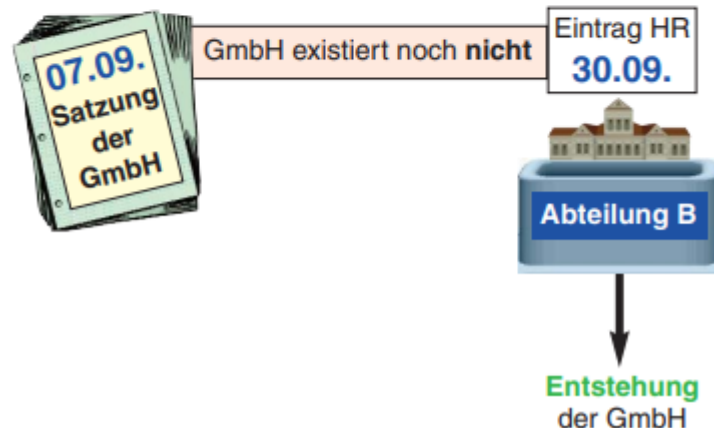 07.09.
Satzung
der
GmbH
GmbH existiert noch nicht
Eintrag HR
30.09.
Abteilung B
Entstehung
der GmbH